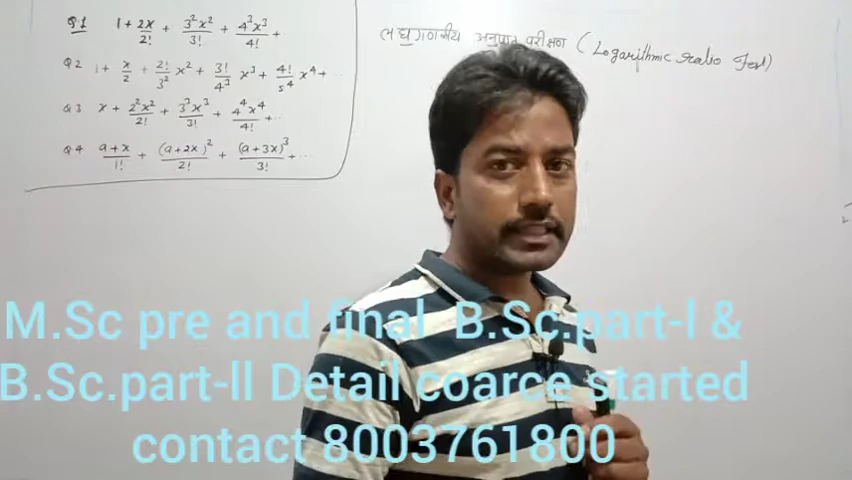 Q1 1 + 2x/2! + 3²x²/3! + 4³x³/4! + ..
Q2 1 + x/2 + 2!/3² x² + 3!/4³ x³ + 4!/5⁴ x⁴ + ...
Q3 x + 2²x²/2! + 3³x³/3! + 4⁴x⁴/4! + ..
Q4 a+x/1! + (a+2x)²/2! + (a+3x)³/3! + ...
लघुगणकीय अनुपात परीक्षण (Logarithmic ratio Test)
M.Sc pre and final B.Sc.part-I &
B.Sc.part-II Detail coarce started
contact 8003761800